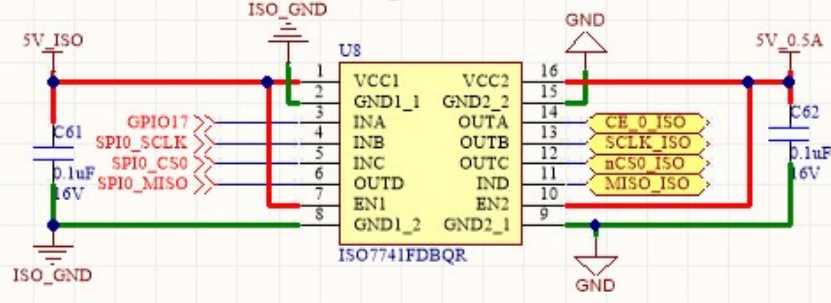 ISO_GND
GND
5V_ISO
U8
5V_0.5A
1 VCC1 VCC2 16
2 GND1_1 GND2_2 15
GPIO17 3 INA OUTA 14 CE_0_ISO
C61 SPI0_SCLK 4 INB OUTB 13 SCLK_ISO C62
SPI0_CS0 5 INC OUTC 12 nCS0_ISO
0.1uF SPI0_MISO 6 OUTD IND 11 MISO_ISO 0.1uF
16V 7 EN1 EN2 10 16V
8 GND1_2 GND2_1 9
ISO7741FDBQR
ISO_GND
GND